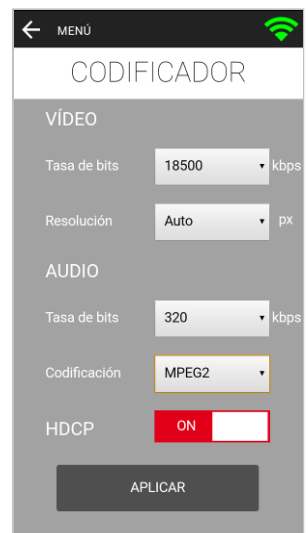 MENÚ
CODIFICADOR
VÍDEO
Tasa de bits 18500 kbps
Resolución Auto px
AUDIO
Tasa de bits 320 kbps
Codificación MPEG2
HDCP ON
APLICAR